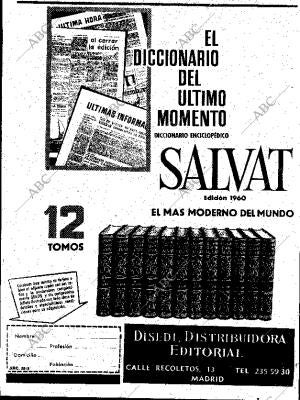 ULTIMA HORA
al cerrar
la edición
ULTIMAS INFORMA
EL
DICCIONARIO
DEL
ULTIMO
MOMENTO
DICCIONARIO ENCICLOPÉDICO
SALVAT
Edición 1960
EL MAS MODERNO DEL MUNDO
12
TOMOS
Nombre
Profesión
Domicilio
Población
DISEDI, DISTRIBUIDORA
EDITORIAL
CALLE RECOLETOS, 13
TEL 235 59 30
MADRID